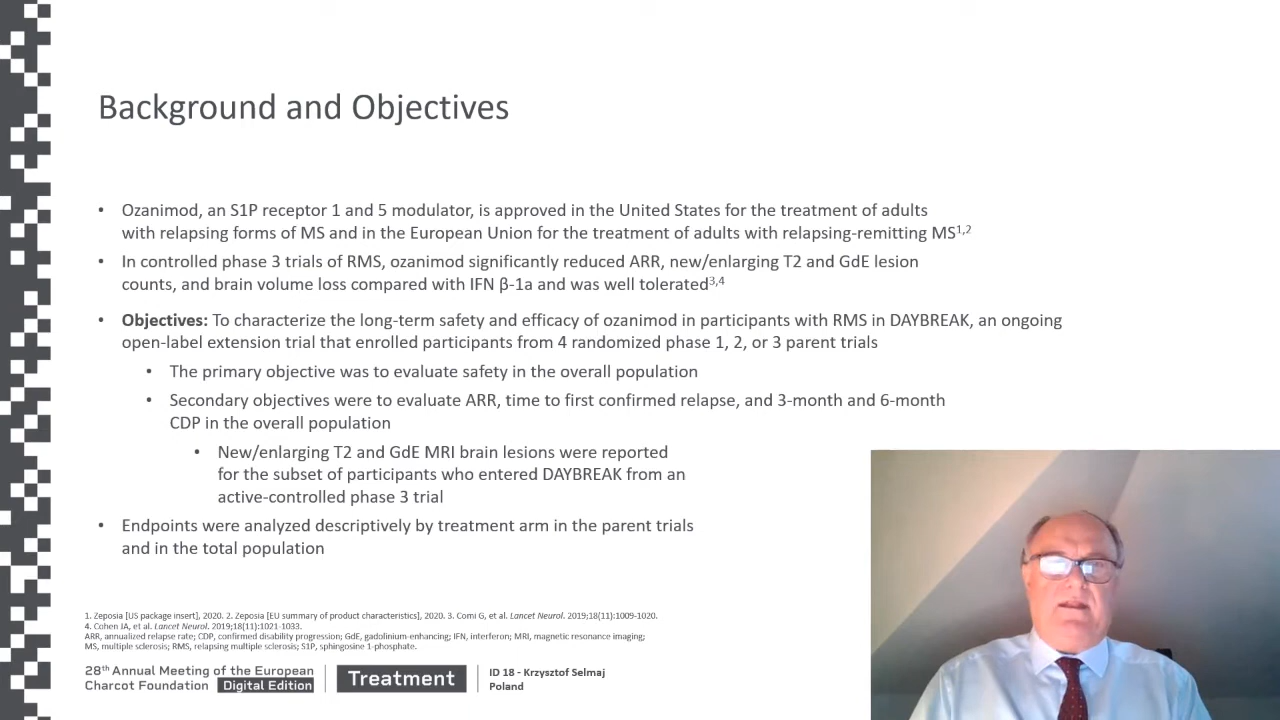 Background and Objectives
• Ozanimod, an S1P receptor 1 and 5 modulator, is approved in the United States for the treatment of adults
with relapsing forms of MS and in the European Union for the treatment of adults with relapsing-remitting MS1,2
• In controlled phase 3 trials of RMS, ozanimod significantly reduced ARR, new/enlarging T2 and GdE lesion
counts, and brain volume loss compared with IFN β-1a and was well tolerated3,4
• Objectives: To characterize the long-term safety and efficacy of ozanimod in participants with RMS in DAYBREAK, an ongoing
open-label extension trial that enrolled participants from 4 randomized phase 1, 2, or 3 parent trials
• The primary objective was to evaluate safety in the overall population
• Secondary objectives were to evaluate ARR, time to first confirmed relapse, and 3-month and 6-month
CDP in the overall population
• New/enlarging T2 and GdE MRI brain lesions were reported
for the subset of participants who entered DAYBREAK from an
active-controlled phase 3 trial
• Endpoints were analyzed descriptively by treatment arm in the parent trials
and in the total population
1. Zeposia [US package insert], 2020. 2. Zeposia [EU summary of product characteristics], 2020. 3. Comi G, et al. Lancet Neurol. 2019;18(11):1009-1020.
4. Cohen JA, et al. Lancet Neurol. 2019;18(11):1021-1033.
ARR, annualized relapse rate; CDP, confirmed disability progression; GdE, gadolinium-enhancing; IFN, interferon; MRI, magnetic resonance imaging;
MS, multiple sclerosis; RMS, relapsing multiple sclerosis; S1P, sphingosine 1-phosphate.
28th Annual Meeting of the European
Charcot Foundation Digital Edition
Treatment
ID 18 - Krzysztof Selmaj
Poland